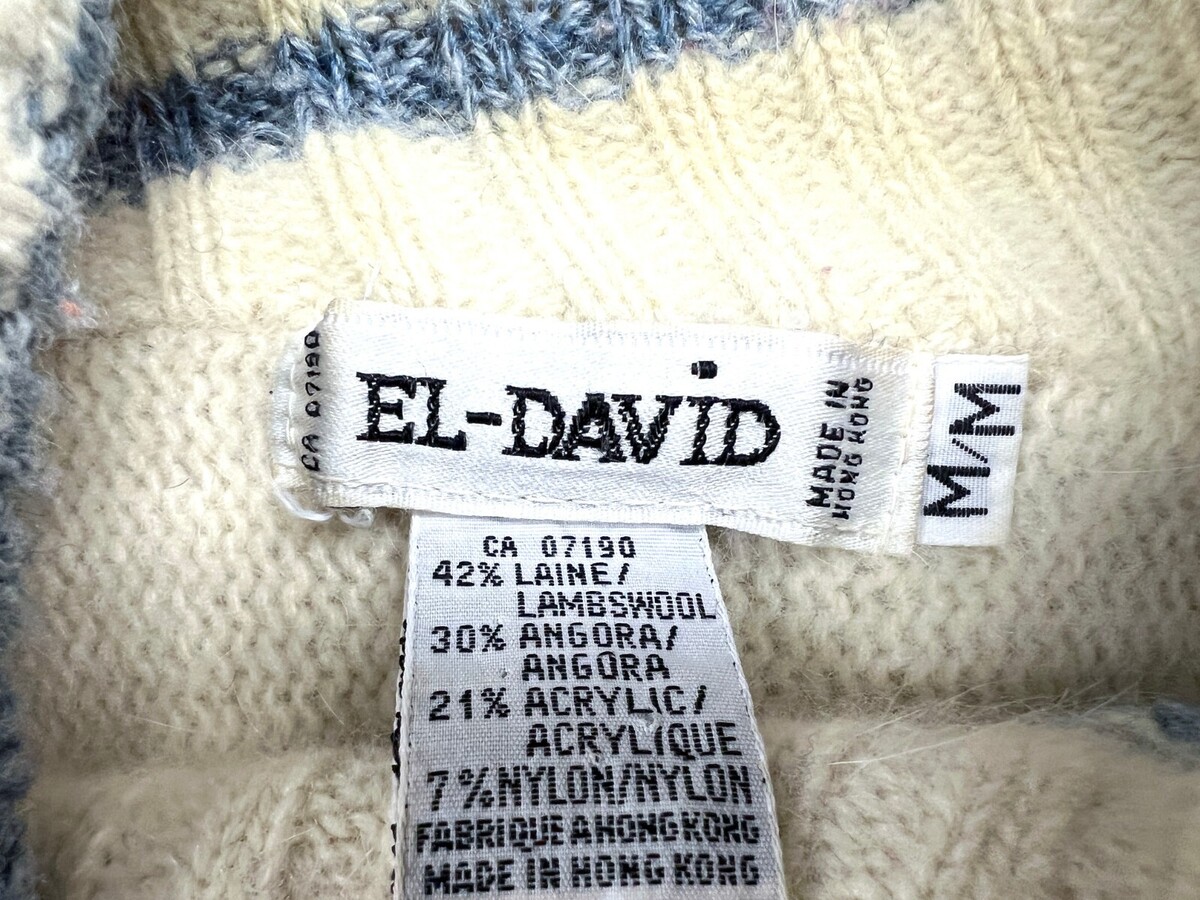 CA 07190
EL-DAViD
MADE IN
HONG KONG
M/M
CA 07190
42% LAINE/
LAMBSWOOL
30% ANGORA/
ANGORA
21% ACRYLIC/
ACRYLIQUE
7%NYLON/NYLON
FABRIQUE A HONG KONG
MADE IN HONG KONG